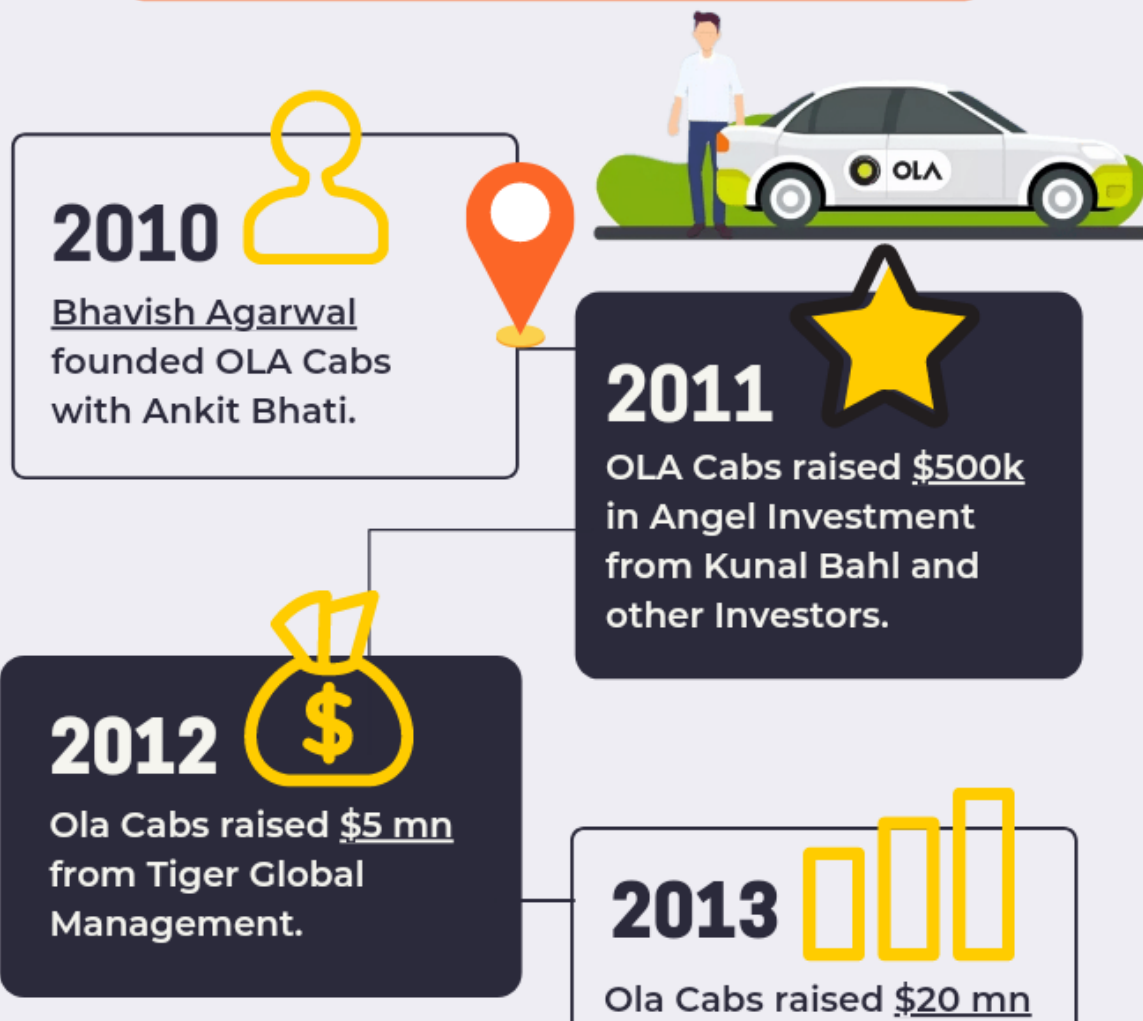 OLA
2010
Bhavish Agarwal
founded OLA Cabs
with Ankit Bhati.
2011
OLA Cabs raised $500k
in Angel Investment
from Kunal Bahl and
other Investors.
$
2012
Ola Cabs raised $5 mn
from Tiger Global
Management.
2013
Ola Cabs raised $20 mn